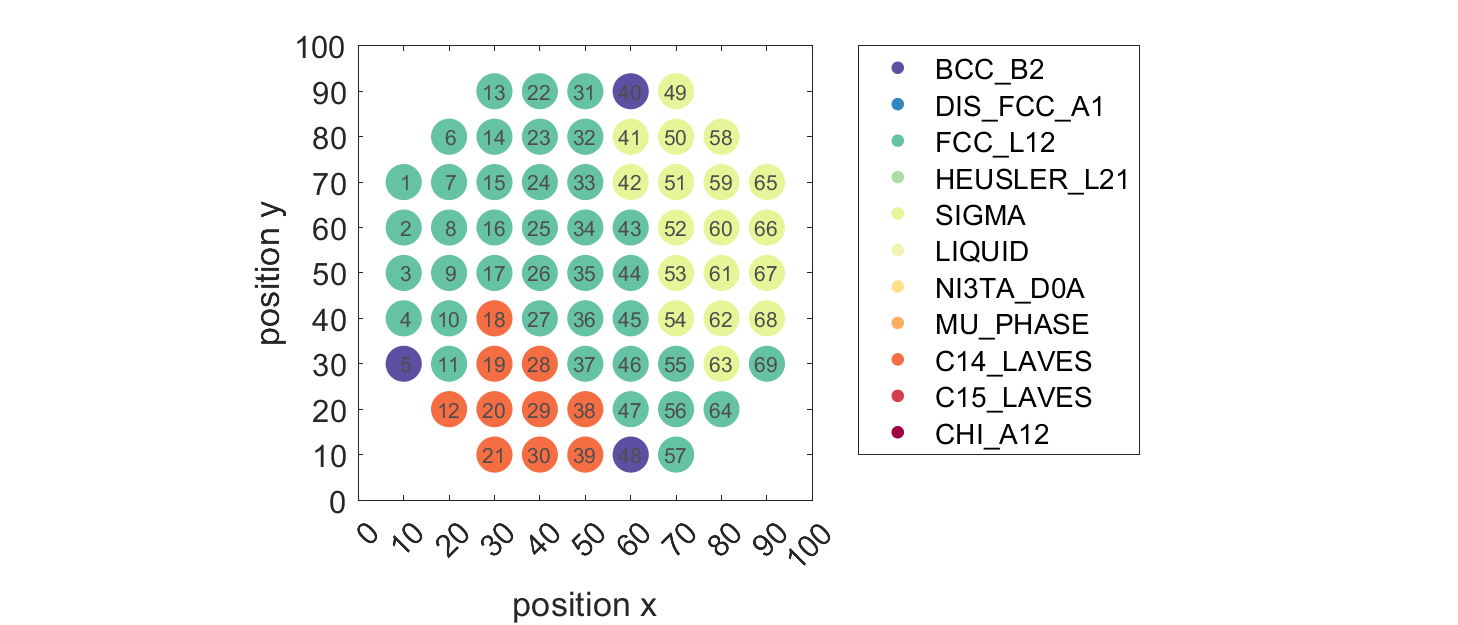 100
90 13 22 31 40 49
80 6 14 23 32 41 50 58
70 1 7 15 24 33 42 51 59 65
60 2 8 16 25 34 43 52 60 66
50 3 9 17 26 35 44 53 61 67
40 4 10 18 27 36 45 54 62 68
30 5 11 19 28 37 46 55 63 69
20 12 20 29 38 47 56 64
10 21 30 39 48 57
0
0 10 20 30 40 50 60 70 80 90 100
position x
position y
BCC_B2
DIS_FCC_A1
FCC_L12
HEUSLER_L21
SIGMA
LIQUID
NI3TA_D0A
MU_PHASE
C14_LAVES
C15_LAVES
CHI_A12